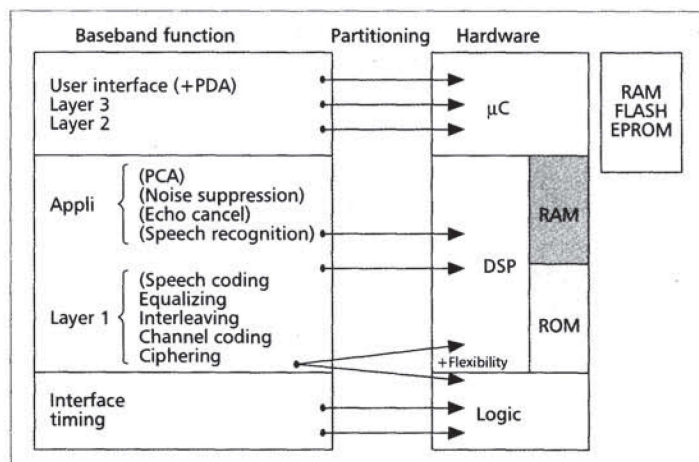 Baseband function
Partitioning
Hardware
User interface (+PDA)
Layer 3
Layer 2
μC
RAM
FLASH
EPROM
Appli
(PCA)
(Noise suppression)
(Echo cancel)
(Speech recognition)
RAM
DSP
Layer 1
(Speech coding
Equalizing
Interleaving
Channel coding
Ciphering
ROM
+Flexibility
Interface
timing
Logic